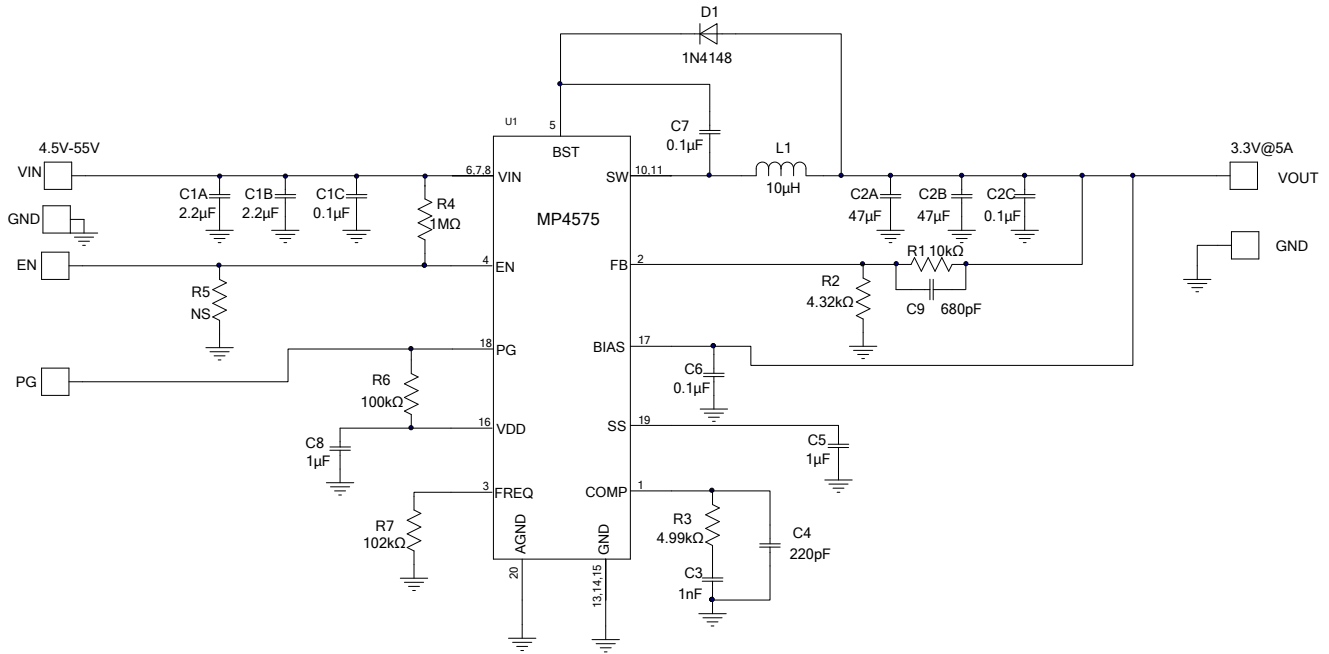 D1
1N4148
U1
5
BST
C7
0.1µF
L1
10µH
4.5V-55V
VIN
GND
EN
PG
C1A
2.2µF
C1B
2.2µF
C1C
0.1µF
R4
1MΩ
6,7,8
VIN
SW
10,11
MP4575
C2A
47µF
C2B
47µF
C2C
0.1µF
3.3V@5A
VOUT
GND
4
EN
FB
2
R5
NS
R2
4.32kΩ
R1 10kΩ
C9
680pF
18
PG
BIAS
17
R6
100kΩ
C6
0.1µF
16
VDD
SS
19
C8
1µF
C5
1µF
3
FREQ
COMP
1
R7
102kΩ
R3
4.99kΩ
C4
220pF
C3
1nF
AGND
GND
20
13,14,15